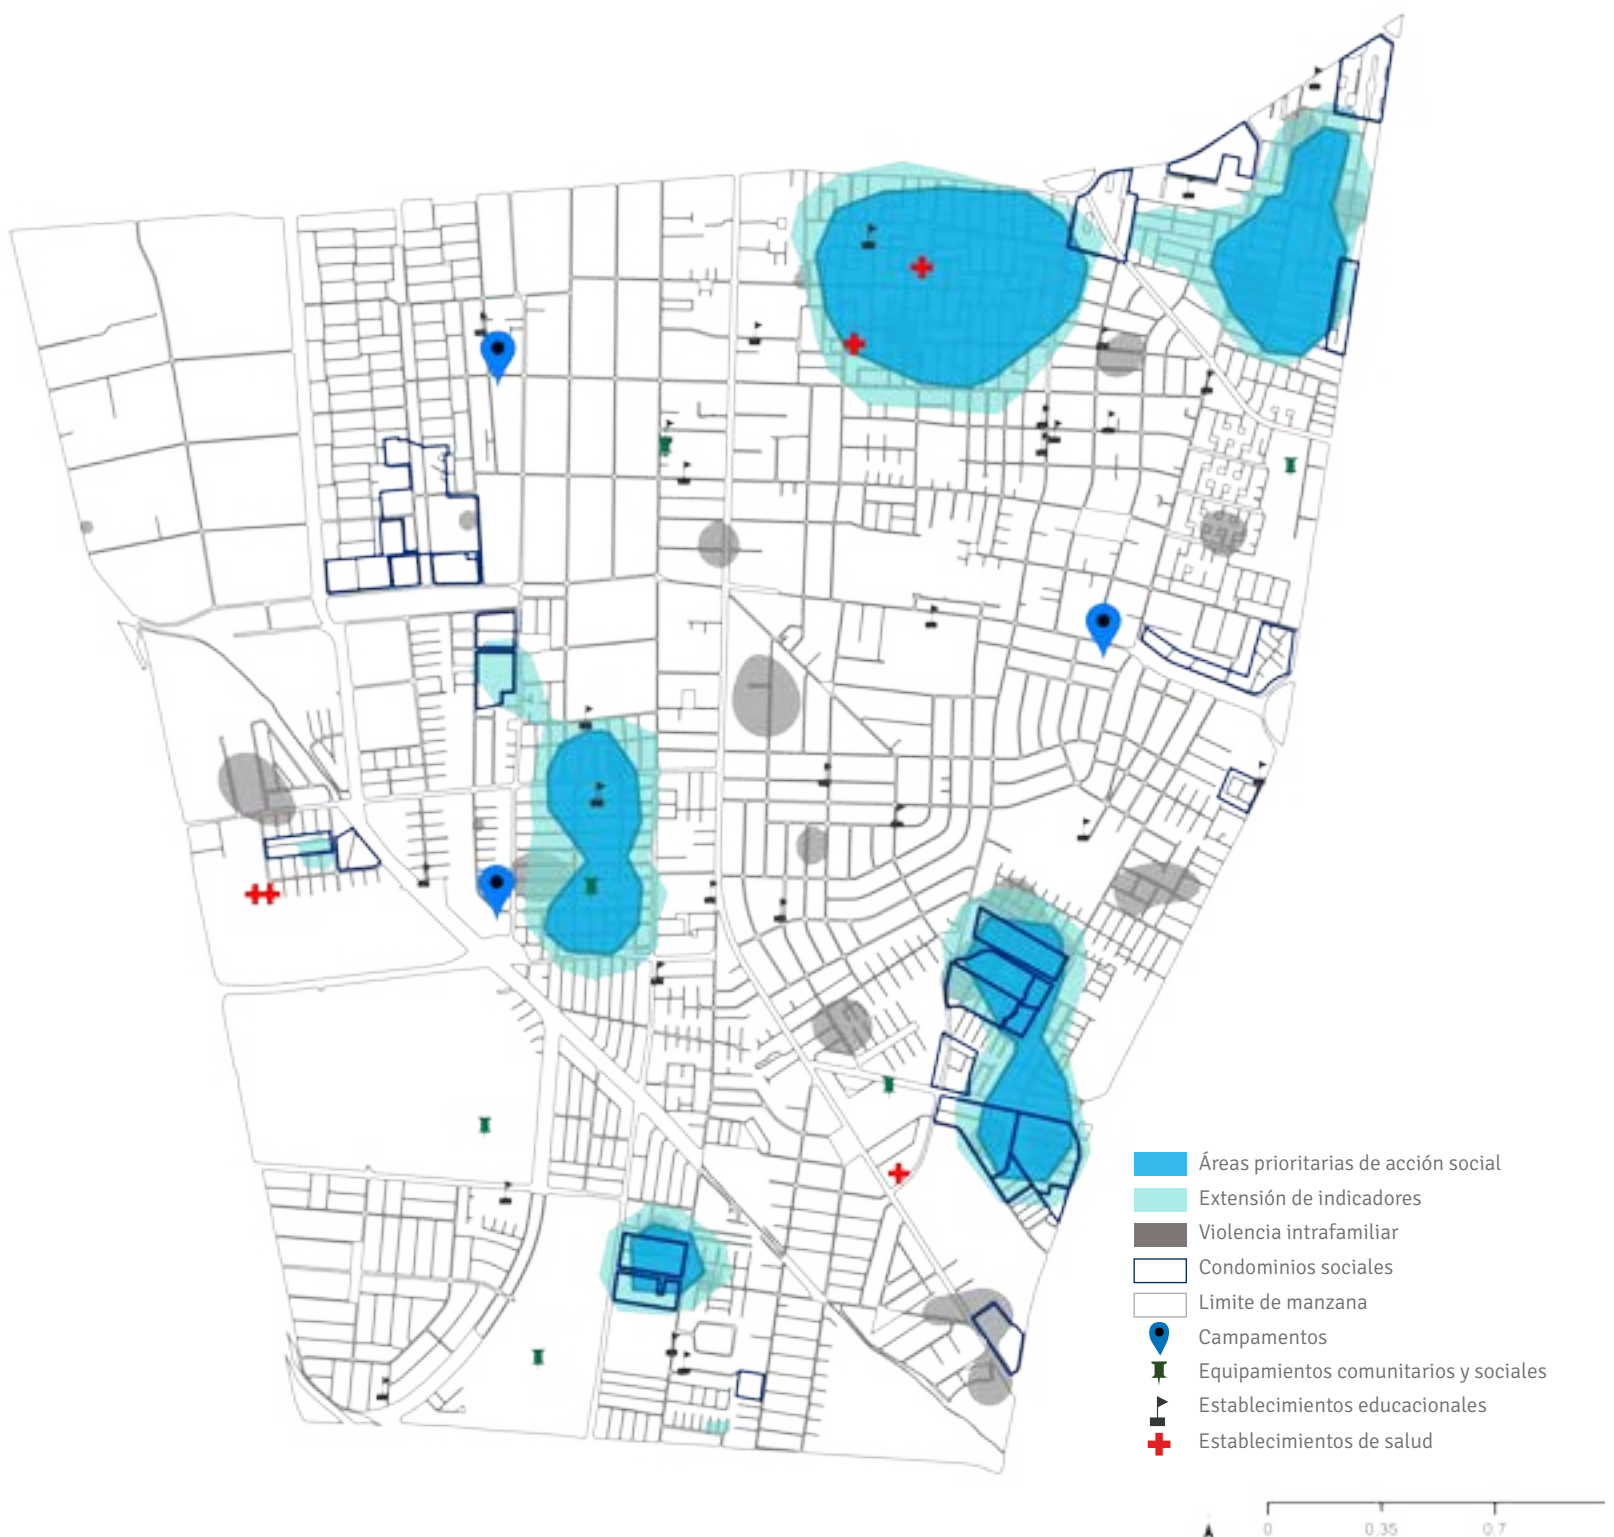 Áreas prioritarias de acción social
Extensión de indicadores
Violencia intrafamiliar
Condominios sociales
Limite de manzana
Campamentos
Equipamientos comunitarios y sociales
Establecimientos educacionales
Establecimientos de salud
0 0.35 0.7